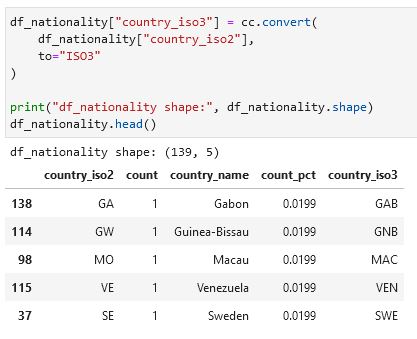 df_nationality["country_iso3"] = cc.convert(
    df_nationality["country_iso2"],
    to="ISO3"
)
print("df_nationality shape:", df_nationality.shape)
df_nationality.head()
df_nationality shape: (139, 5)
country_iso2 count country_name count_pct country_iso3
138 GA 1 Gabon 0.0199 GAB
114 GW 1 Guinea-Bissau 0.0199 GNB
98 MO 1 Macau 0.0199 MAC
115 VE 1 Venezuela 0.0199 VEN
37 SE 1 Sweden 0.0199 SWE